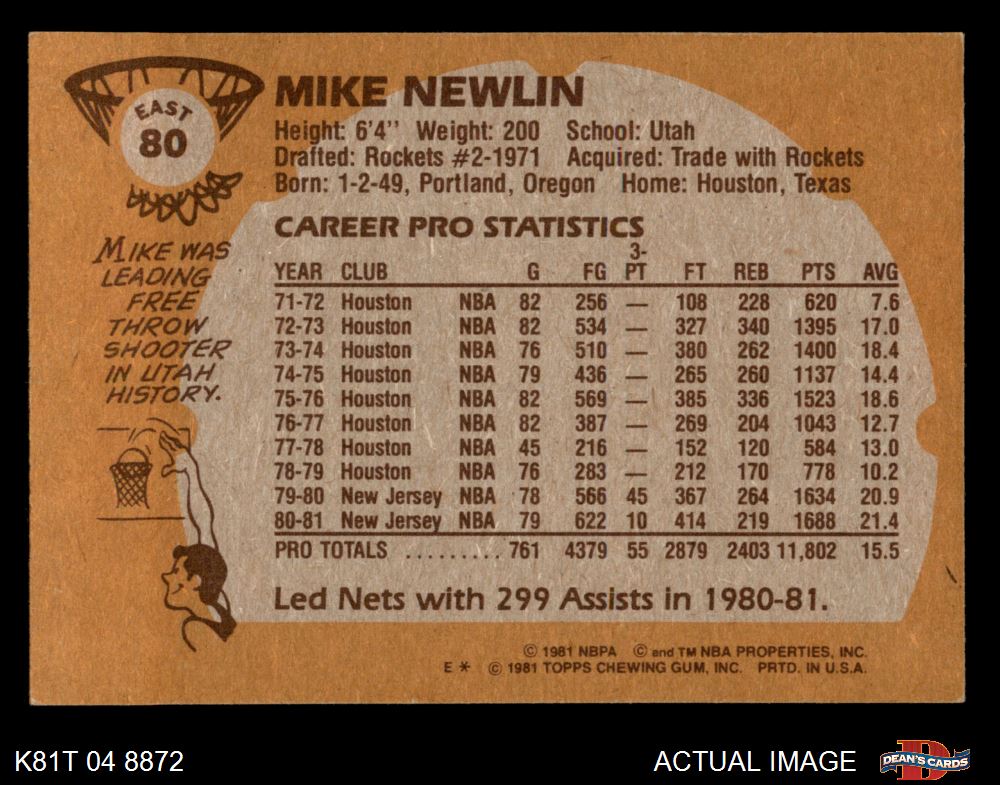 EAST
80
MIKE NEWLIN
Height: 6'4" Weight: 200 School: Utah
Drafted: Rockets #2-1971 Acquired: Trade with Rockets
Born: 1-2-49, Portland, Oregon Home: Houston, Texas
MIKE WAS
LEADING
FREE
THROW
SHOOTER
IN UTAH
HISTORY.
CAREER PRO STATISTICS
YEAR CLUB G FG 3-PT FT REB PTS AVG
71-72 Houston NBA 82 256 — 108 228 620 7.6
72-73 Houston NBA 82 534 — 327 340 1395 17.0
73-74 Houston NBA 76 510 — 380 262 1400 18.4
74-75 Houston NBA 79 436 — 265 260 1137 14.4
75-76 Houston NBA 82 569 — 385 336 1523 18.6
76-77 Houston NBA 82 387 — 269 204 1043 12.7
77-78 Houston NBA 45 216 — 152 120 584 13.0
78-79 Houston NBA 76 283 — 212 170 778 10.2
79-80 New Jersey NBA 78 566 45 367 264 1634 20.9
80-81 New Jersey NBA 79 622 10 414 219 1688 21.4
PRO TOTALS ......... 761 4379 55 2879 2403 11,802 15.5
Led Nets with 299 Assists in 1980-81.
© 1981 NBPA © and TM NBA PROPERTIES, INC.
E * © 1981 TOPPS CHEWING GUM, INC. PRTD. IN U.S.A.
K81T 04 8872
ACTUAL IMAGE
D
DEAN'S CARDS